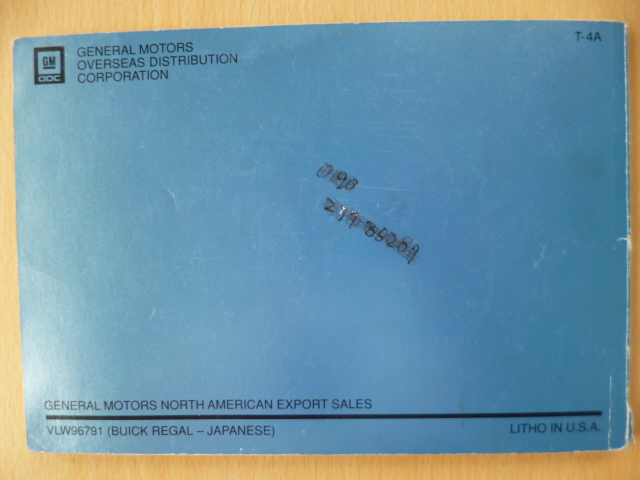 GM
ODC
GENERAL MOTORS
OVERSEAS DISTRIBUTION
CORPORATION
T-4A
GENERAL MOTORS NORTH AMERICAN EXPORT SALES
VLW96791 (BUICK REGAL – JAPANESE)
LITHO IN U.S.A.